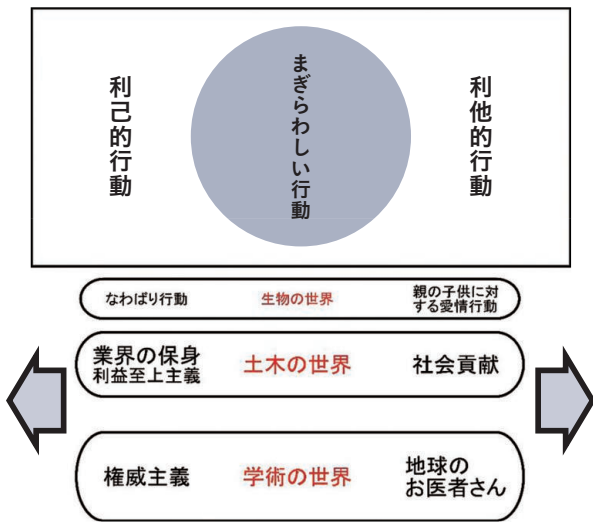 利己的行動
まぎらわしい行動
利他的行動
なわばり行動
生物の世界
親の子供に対
する愛情行動
業界の保身
利益至上主義
土木の世界
社会貢献
権威主義
学術の世界
地球の
お医者さん